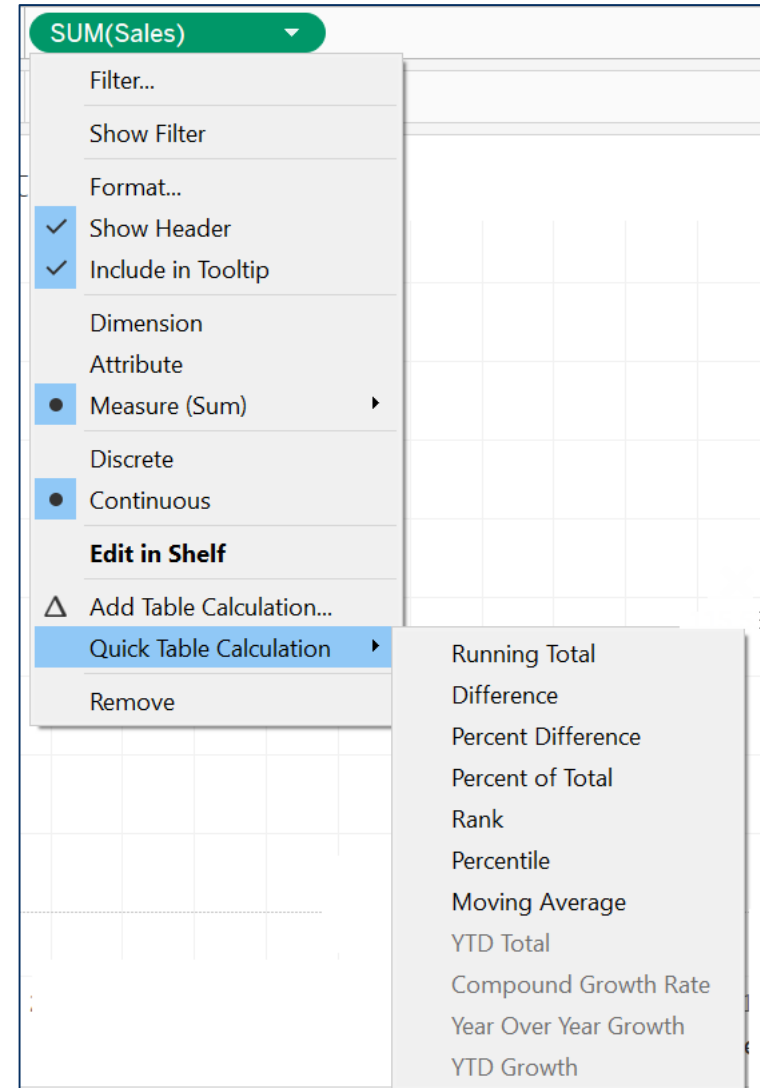 SUM(Sales)
Filter...
Show Filter
Format...
Show Header
Include in Tooltip
Dimension
Attribute
Measure (Sum)
Discrete
Continuous
Edit in Shelf
Add Table Calculation...
Quick Table Calculation
Remove
Running Total
Difference
Percent Difference
Percent of Total
Rank
Percentile
Moving Average
YTD Total
Compound Growth Rate
Year Over Year Growth
YTD Growth